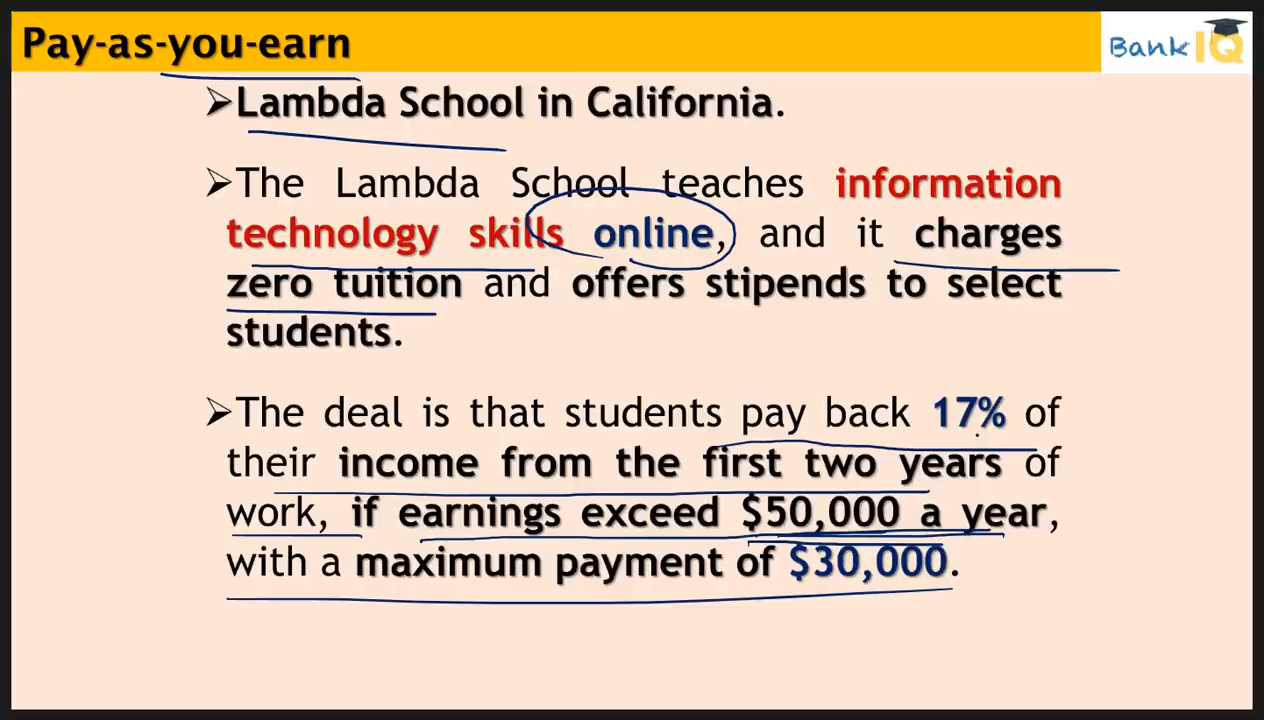 Pay-as-you-earn
Bank IQ
➢Lambda School in California.
➢The Lambda School teaches information
technology skills online, and it charges
zero tuition and offers stipends to select
students.
➢The deal is that students pay back 17% of
their income from the first two years of
work, if earnings exceed $50,000 a year,
with a maximum payment of $30,000.